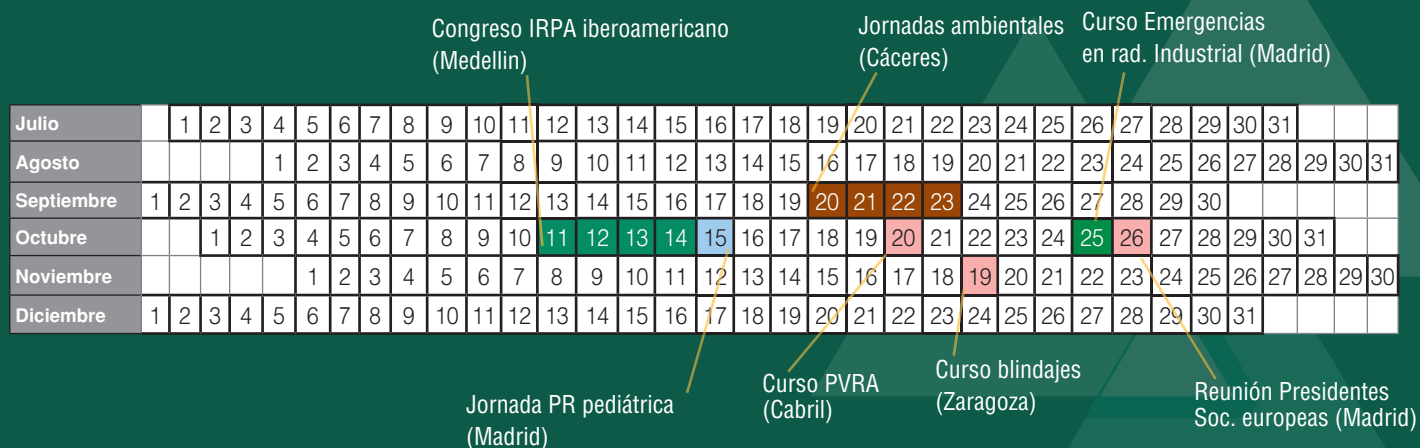 Congreso IRPA iberoamericano
(Medellin)
Jornadas ambientales
(Cáceres)
Curso Emergencias
en rad. Industrial (Madrid)
Julio 1 2 3 4 5 6 7 8 9 10 11 12 13 14 15 16 17 18 19 20 21 22 23 24 25 26 27 28 29 30 31
Agosto 1 2 3 4 5 6 7 8 9 10 11 12 13 14 15 16 17 18 19 20 21 22 23 24 25 26 27 28 29 30 31
Septiembre 1 2 3 4 5 6 7 8 9 10 11 12 13 14 15 16 17 18 19 20 21 22 23 24 25 26 27 28 29 30
Octubre 1 2 3 4 5 6 7 8 9 10 11 12 13 14 15 16 17 18 19 20 21 22 23 24 25 26 27 28 29 30 31
Noviembre 1 2 3 4 5 6 7 8 9 10 11 12 13 14 15 16 17 18 19 20 21 22 23 24 25 26 27 28 29 30
Diciembre 1 2 3 4 5 6 7 8 9 10 11 12 13 14 15 16 17 18 19 20 21 22 23 24 25 26 27 28 29 30 31
Jornada PR pediátrica
(Madrid)
Curso PVRA
(Cabril)
Curso blindajes
(Zaragoza)
Reunión Presidentes
Soc. europeas (Madrid)